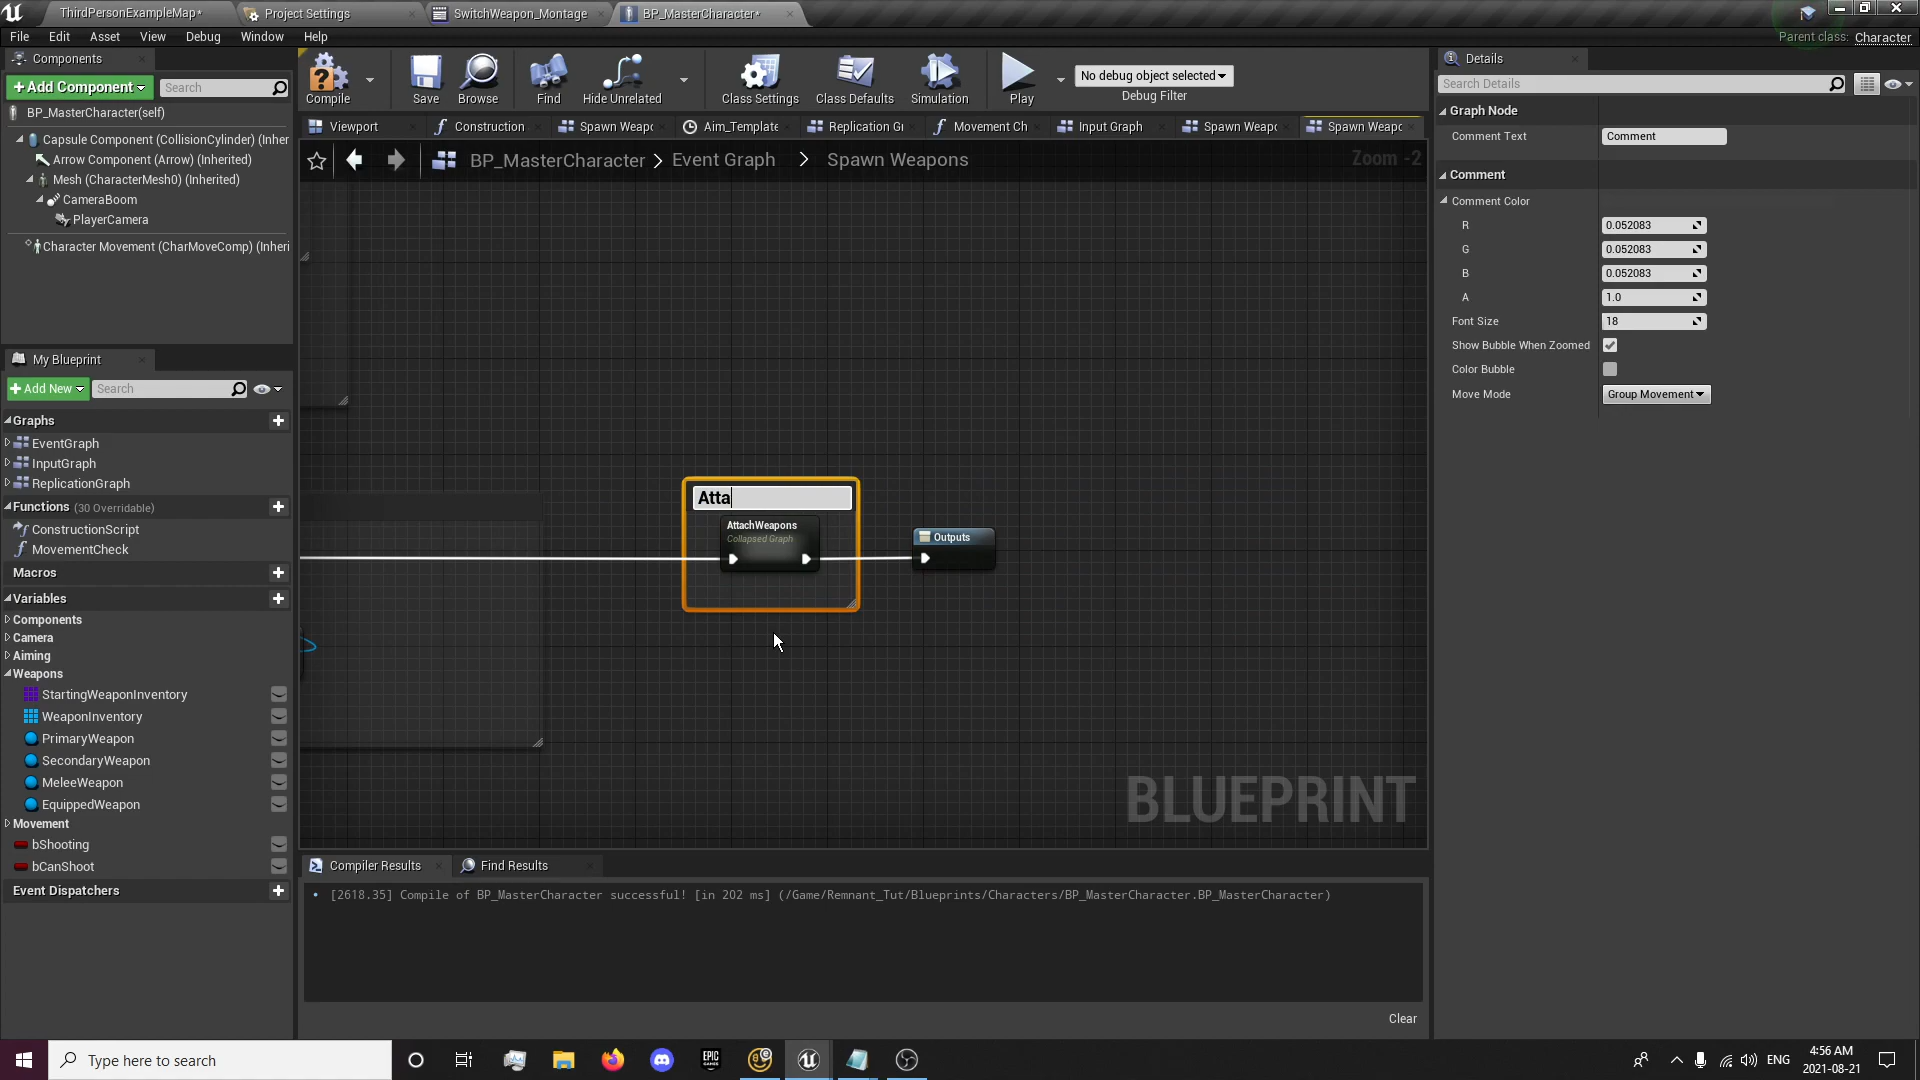 ThirdPersonExampleMap*
Project Settings
SwitchWeapon_Montage
BP_MasterCharacter*
File
Edit
Asset
View
Debug
Window
Help
Parent class: Character
Components
+ Add Component
Search
BP_MasterCharacter(self)
Capsule Component (CollisionCylinder) (Inher
Arrow Component (Arrow) (Inherited)
Mesh (CharacterMesh0) (Inherited)
CameraBoom
PlayerCamera
Character Movement (CharMoveComp) (Inheri
Compile
Save
Browse
Find
Hide Unrelated
Class Settings
Class Defaults
Simulation
Play
No debug object selected
Debug Filter
Viewport
Construction
Spawn Weapo
Aim_Template
Replication Gr
Movement Ch
Input Graph
Spawn Weapo
Spawn Weapo
BP_MasterCharacter > Event Graph > Spawn Weapons
Zoom -2
Atta
AttachWeapons
Collapsed Graph
Outputs
BLUEPRINT
My Blueprint
+ Add New
Search
Graphs
EventGraph
InputGraph
ReplicationGraph
Functions (30 Overridable)
ConstructionScript
MovementCheck
Macros
Variables
Components
Camera
Aiming
Weapons
StartingWeaponInventory
WeaponInventory
PrimaryWeapon
SecondaryWeapon
MeleeWeapon
EquippedWeapon
Movement
bShooting
bCanShoot
Event Dispatchers
Compiler Results
Find Results
[2618.35] Compile of BP_MasterCharacter successful! [in 202 ms] (/Game/Remnant_Tut/Blueprints/Characters/BP_MasterCharacter.BP_MasterCharacter)
Clear
Details
Search Details
Graph Node
Comment Text
Comment
Comment
Comment Color
R
0.052083
G
0.052083
B
0.052083
A
1.0
Font Size
18
Show Bubble When Zoomed
Color Bubble
Move Mode
Group Movement
Type here to search
EPIC GAMES
ENG
4:56 AM
2021-08-21